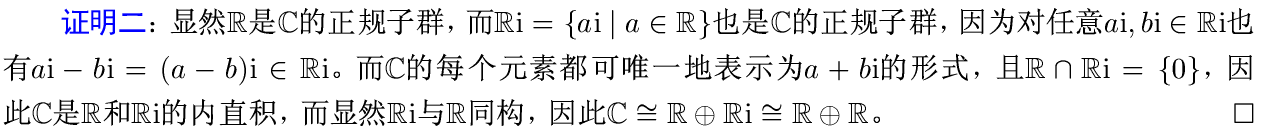 证明二：显然ℝ是ℂ的正规子群，而ℝi = {ai | a ∈ ℝ}也是ℂ的正规子群，因为对任意ai, bi ∈ ℝi也
有ai − bi = (a − b)i ∈ ℝi。而ℂ的每个元素都可唯一地表示为a + bi的形式，且ℝ ∩ ℝi = {0}，因
此ℂ是ℝ和ℝi的内直积，而显然ℝi与ℝ同构，因此ℂ ≅ ℝ ⊕ ℝi ≅ ℝ ⊕ ℝ。 □